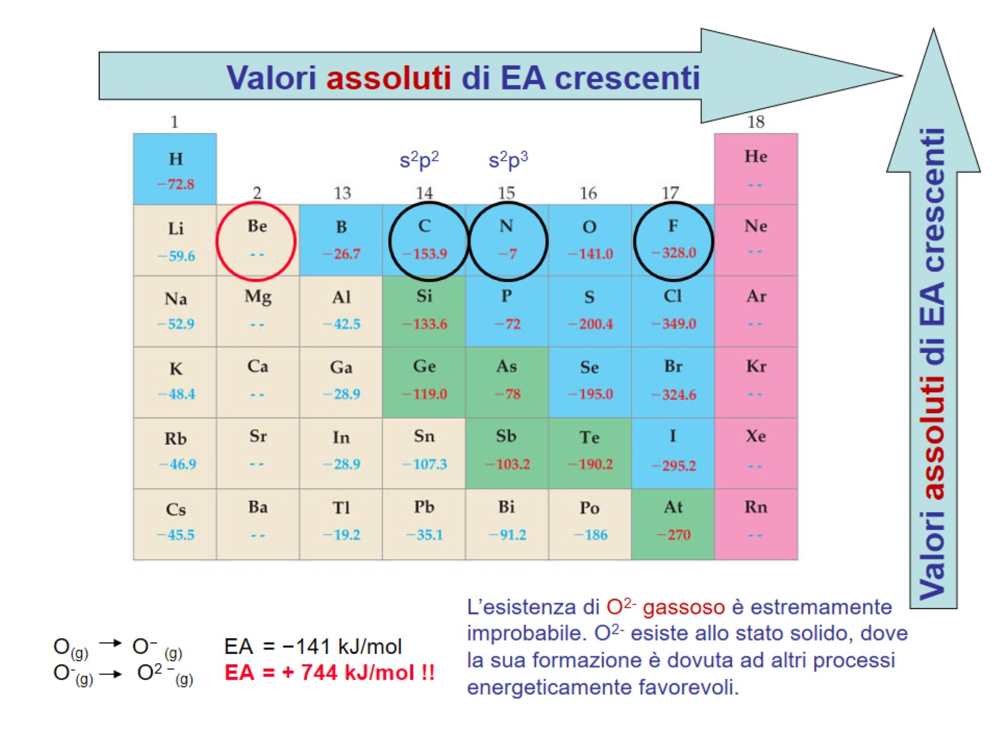 Valori assoluti di EA crescenti
Valori assoluti di EA crescenti
1 18
H He
−72.8 - -
s²p² s²p³
2 13 14 15 16 17
Li Be B C N O F Ne
−59.6 - - −26.7 −153.9 −7 −141.0 −328.0 - -
Na Mg Al Si P S Cl Ar
−52.9 - - −42.5 −133.6 −72 −200.4 −349.0 - -
K Ca Ga Ge As Se Br Kr
−48.4 - - −28.9 −119.0 −78 −195.0 −324.6 - -
Rb Sr In Sn Sb Te I Xe
−46.9 - - −28.9 −107.3 −103.2 −190.2 −295.2 - -
Cs Ba Tl Pb Bi Po At Rn
−45.5 - - −19.2 −35.1 −91.2 −186 −270 - -
O(g) → O⁻ (g) EA = −141 kJ/mol
O⁻(g) → O²⁻(g) EA = + 744 kJ/mol !!
L’esistenza di O²⁻ gassoso è estremamente
improbabile. O²⁻ esiste allo stato solido, dove
la sua formazione è dovuta ad altri processi
energeticamente favorevoli.